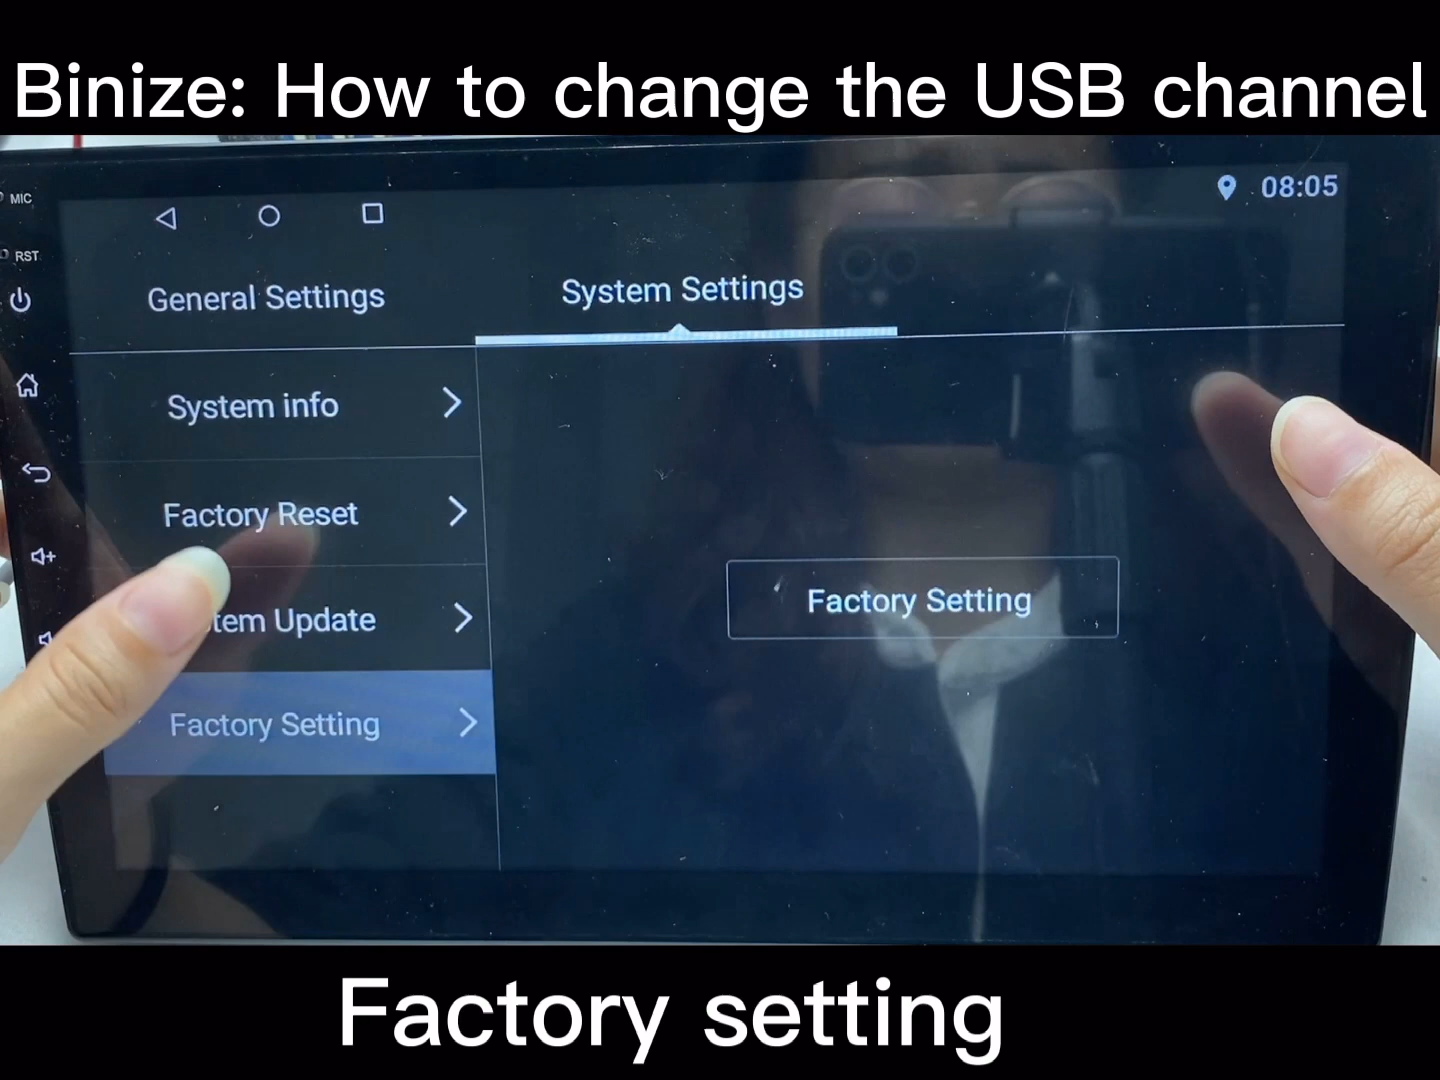 Binize: How to change the USB channel
MIC
08:05
RST
General Settings
System Settings
System info
Factory Reset
tem Update
Factory Setting
Factory Setting
Factory setting